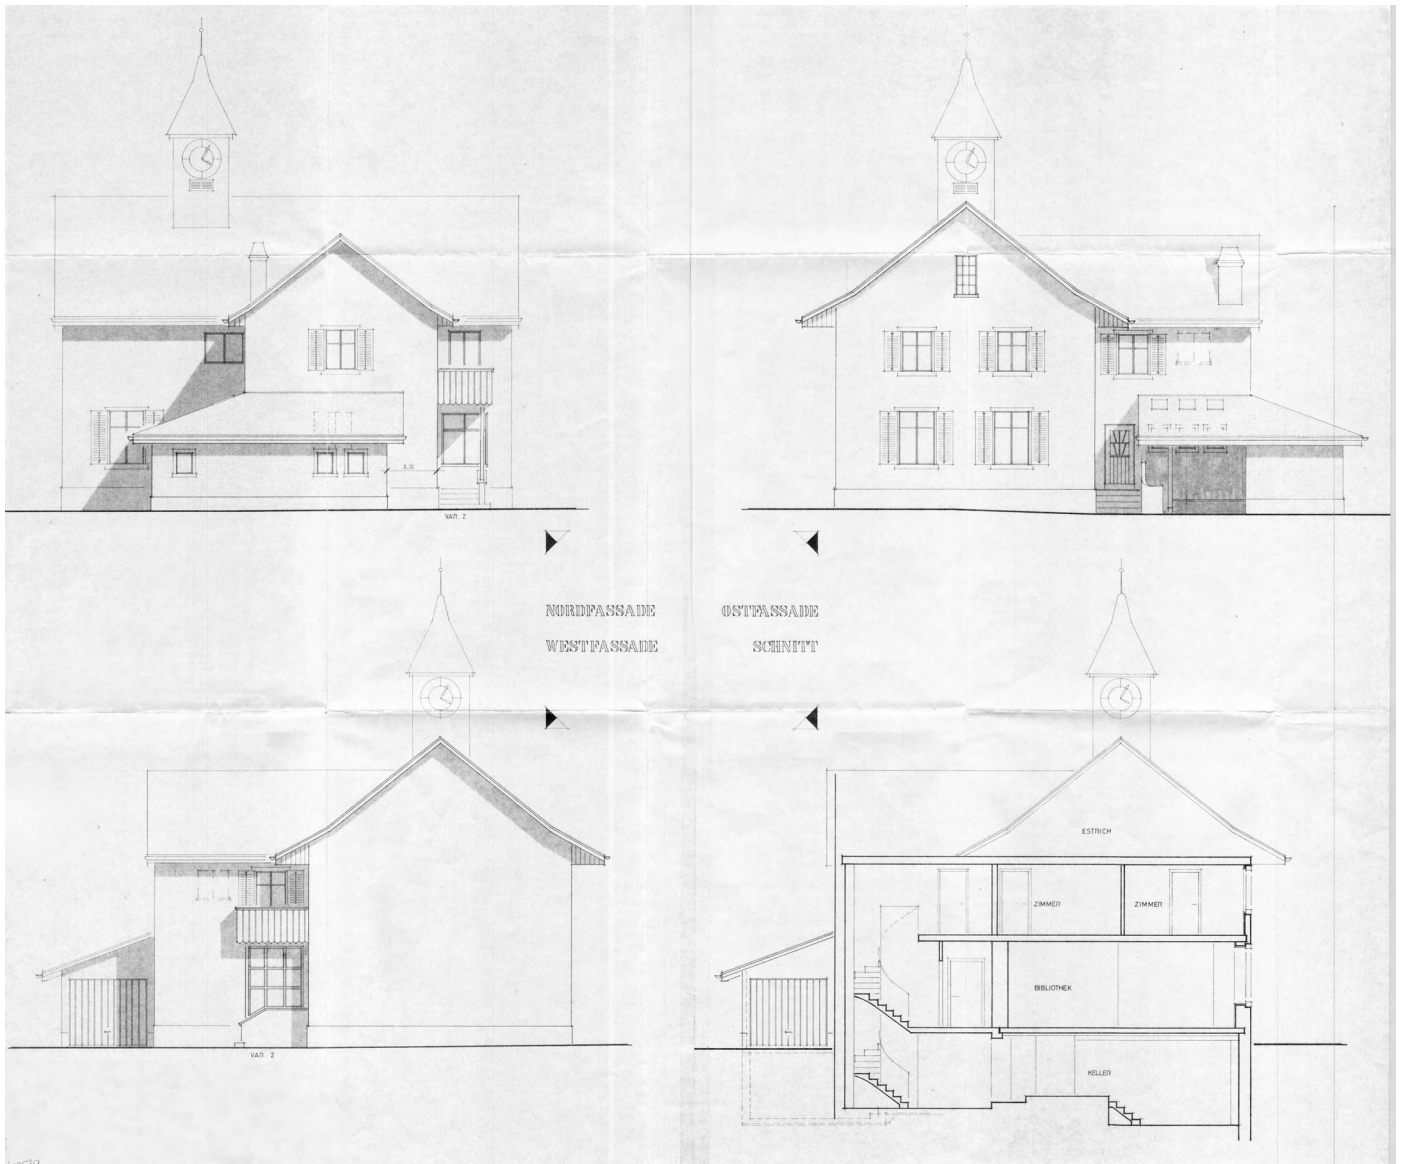 VAR. 2
NORDFASSADE
OSTFASSADE
WESTFASSADE
SCHNITT
ESTRICH
ZIMMER
ZIMMER
BIBLIOTHEK
VAR. 2
KELLER